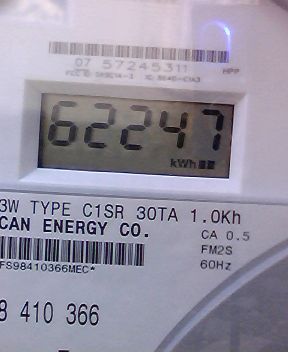 07 57245311
HPP
62247
kWh
3W TYPE C1SR 30TA 1.0Kh
CAN ENERGY CO.
CA 0.5
FM2S
FS98410366MEC*
60Hz
8 410 366